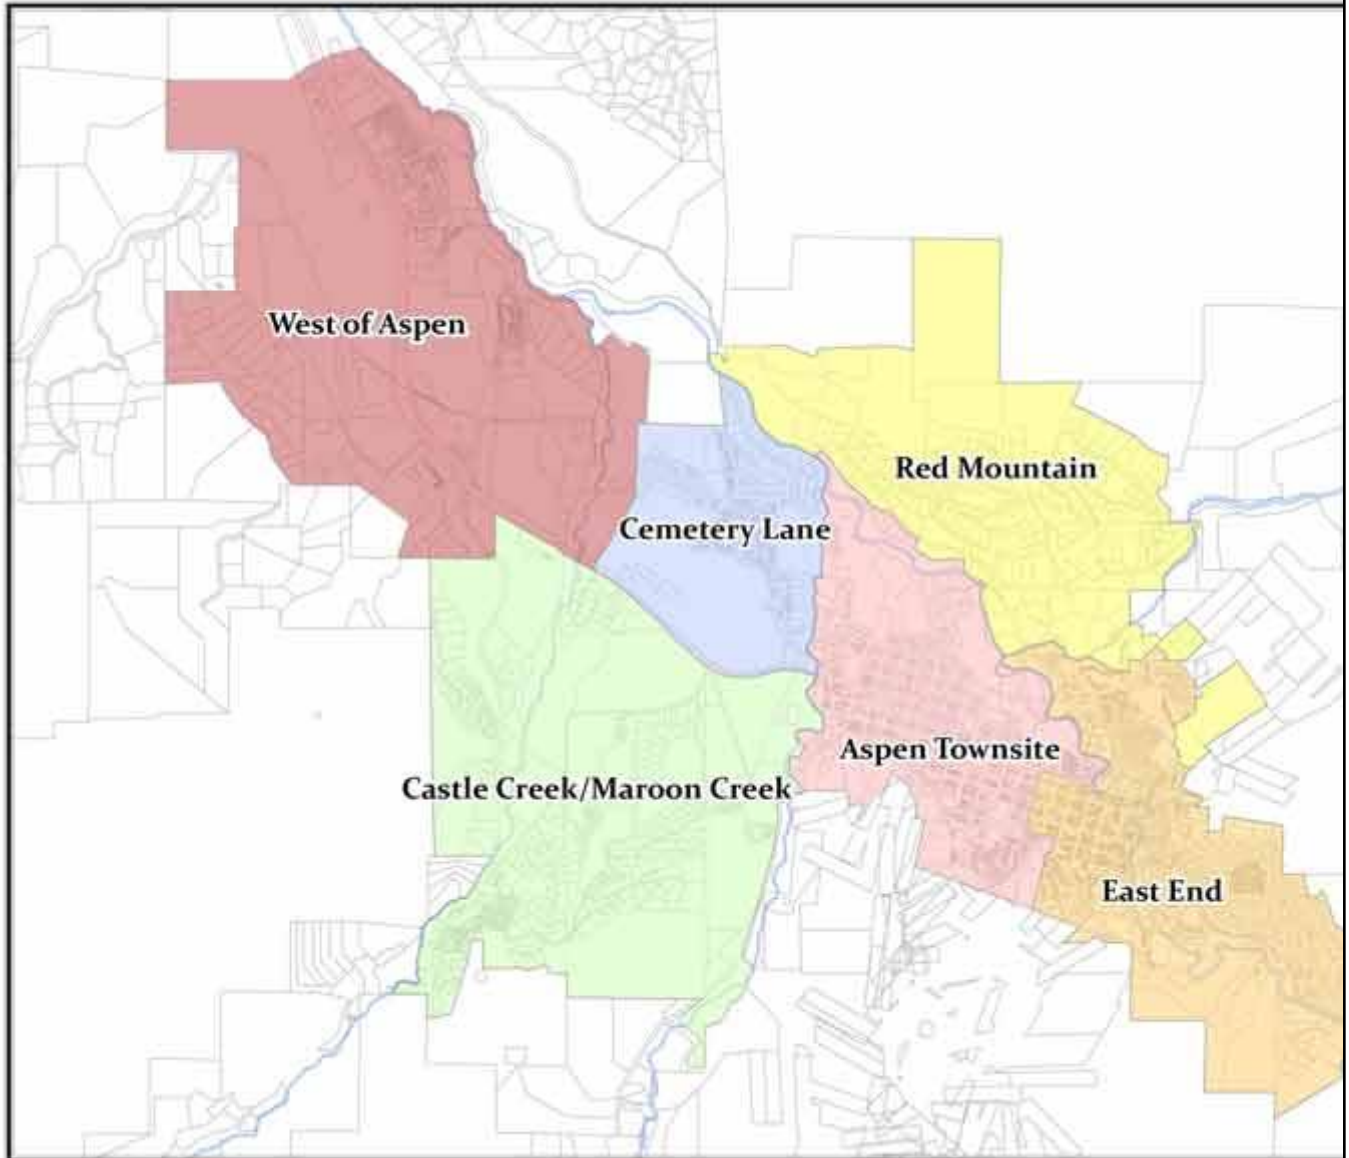 West of Aspen
Red Mountain
Cemetery Lane
Aspen Townsite
Castle Creek/Maroon Creek
East End